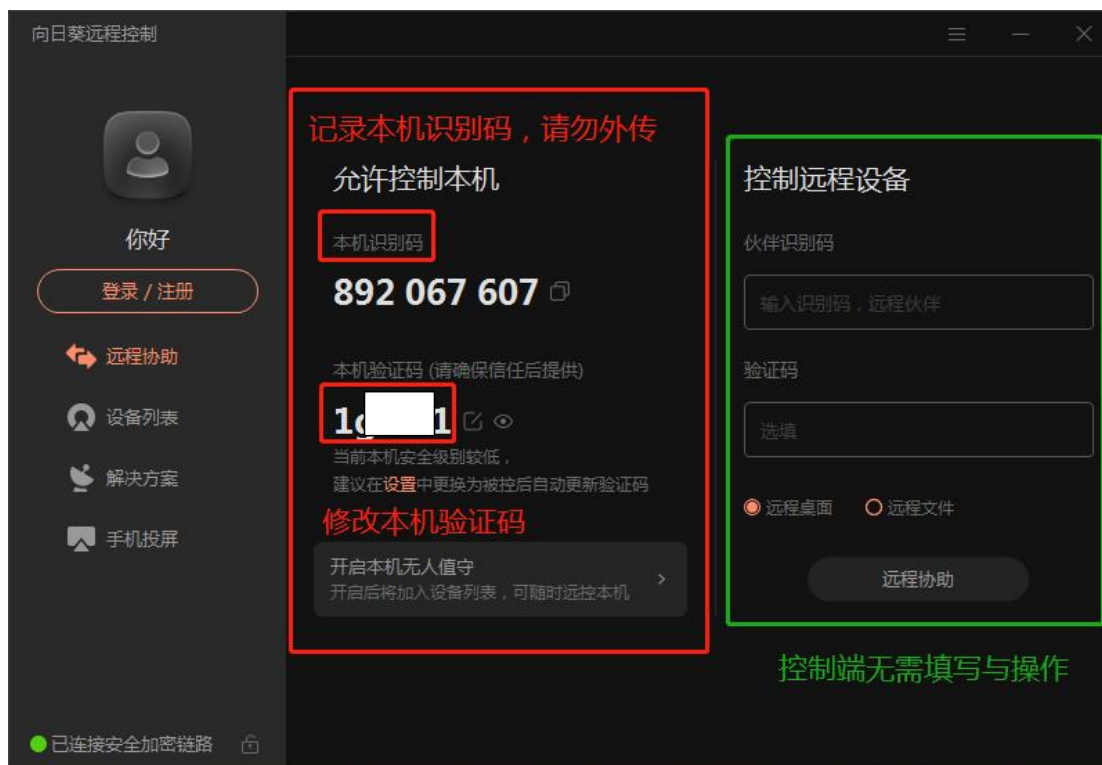 向日葵远程控制
你好
登录 / 注册
远程协助
设备列表
解决方案
手机投屏
已连接安全加密链路
记录本机识别码，请勿外传
允许控制本机
本机识别码
892 067 607
本机验证码 (请确保信任后提供)
1g 1
当前本机安全级别较低，
建议在设置中更换为被控后自动更新验证码
修改本机验证码
开启本机无人值守
开启后将加入设备列表，可随时远控本机
控制远程设备
伙伴识别码
输入识别码，远程伙伴
验证码
选填
远程桌面 远程文件
远程协助
控制端无需填写与操作